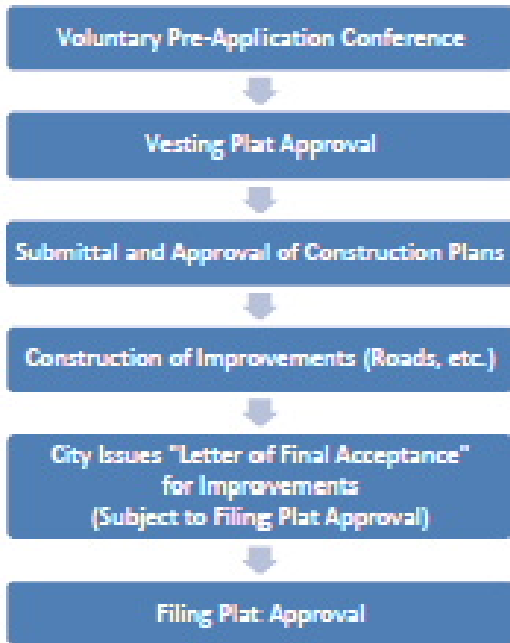 Voluntary Pre-Application Conference
Vesting Plat Approval
Submittal and Approval of Construction Plans
Construction of Improvements (Roads, etc.)
City Issues "Letter of Final Acceptance"
for Improvements
(Subject to Filing Plat Approval)
Filing Plat Approval